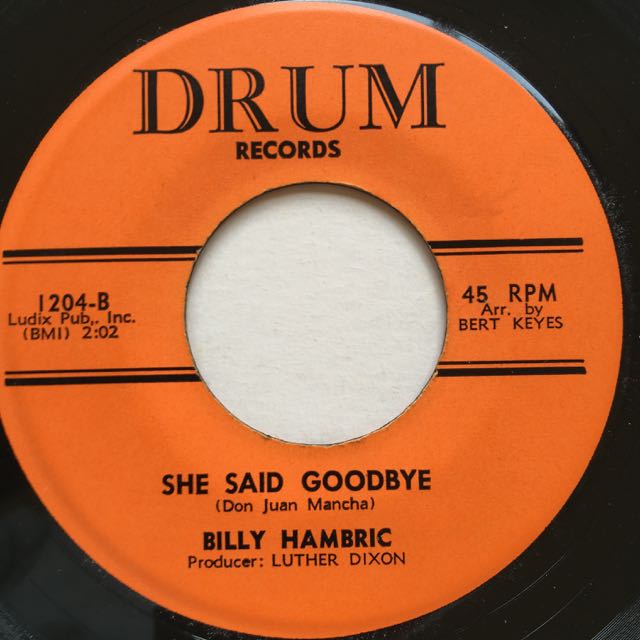 DRUM
RECORDS
1204-B
Ludix Pub., Inc.
(BMI) 2:02
45 RPM
Arr. by
BERT KEYES
SHE SAID GOODBYE
(Don Juan Mancha)
BILLY HAMBRIC
Producer: LUTHER DIXON